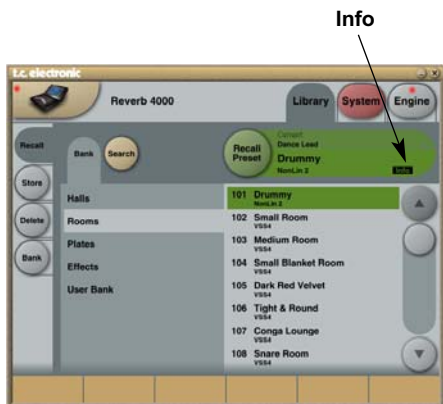 Info
t.c. electronic
Reverb 4000
Library
System
Engine
Recall
Store
Delete
Bank
Bank
Search
Recall
Preset
Current
Dance Lead
Drummy
NonLin 2
Info
Halls
Rooms
Plates
Effects
User Bank
101 Drummy
NonLin 2
102 Small Room
VSS4
103 Medium Room
VSS4
104 Small Blanket Room
VSS4
105 Dark Red Velvet
VSS4
106 Tight & Round
VSS4
107 Conga Lounge
VSS4
108 Snare Room
VSS4